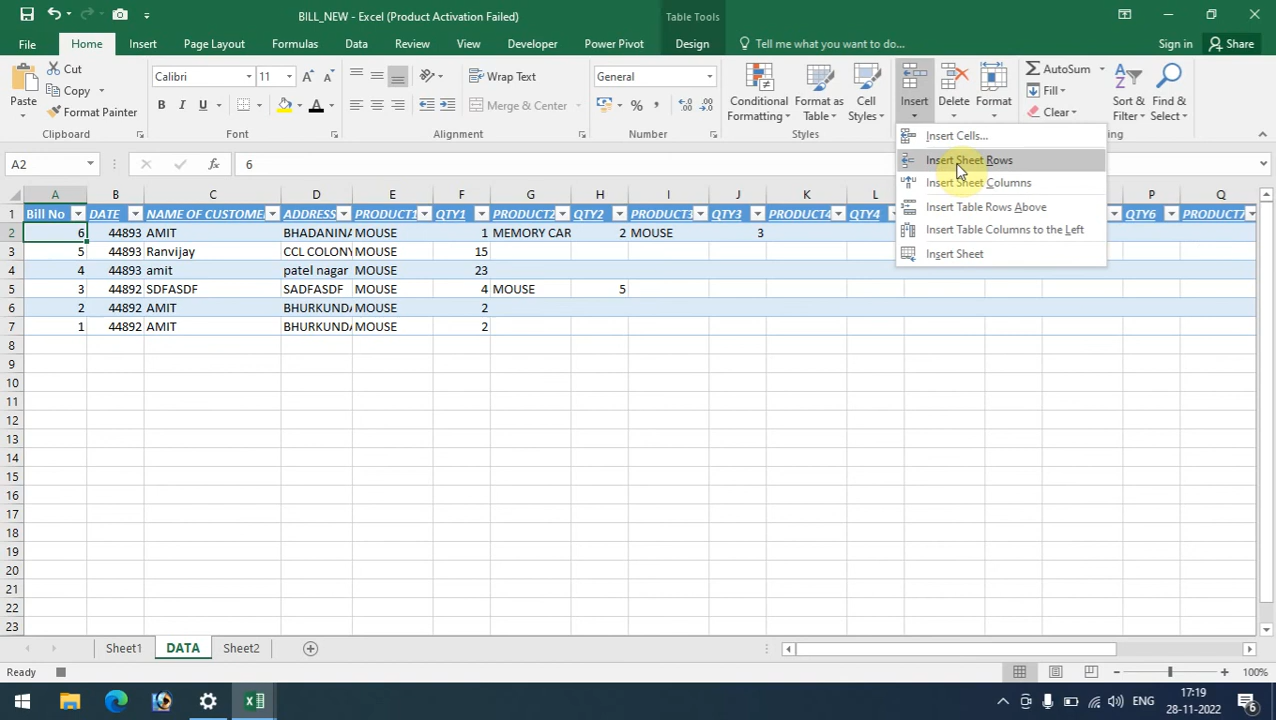 BILL_NEW - Excel (Product Activation Failed)
Table Tools
File Home Insert Page Layout Formulas Data Review View Developer Power Pivot Design Tell me what you want to do... Sign in Share
Paste
Cut
Copy
Format Painter
Clipboard
Calibri 11
B I U
Font
Wrap Text
Merge & Center
Alignment
General
Number
Conditional Formatting
Format as Table
Cell Styles
Styles
Insert Delete Format
AutoSum
Fill
Clear
Sort & Filter
Find & Select
Insert Cells...
Insert Sheet Rows
Insert Sheet Columns
Insert Table Rows Above
Insert Table Columns to the Left
Insert Sheet
A2 fx 6
A B C D E F G H I J K L P Q
1 Bill No DATE NAME OF CUSTOMER ADDRESS PRODUCT1 QTY1 PRODUCT2 QTY2 PRODUCT3 QTY3 PRODUCT4 QTY4 QTY6 PRODUCT7
2 6 44893 AMIT BHADANINA MOUSE 1 MEMORY CAR 2 MOUSE 3
3 5 44893 Ranvijay CCL COLONY MOUSE 15
4 4 44893 amit patel nagar MOUSE 23
5 3 44892 SDFASDF SADFASDF MOUSE 4 MOUSE 5
6 2 44892 AMIT BHURKUNDA MOUSE 2
7 1 44892 AMIT BHURKUNDA MOUSE 2
8
9
10
11
12
13
14
15
16
17
18
19
20
21
22
23
Sheet1 DATA Sheet2
Ready 100%
ENG 17:19
28-11-2022 6